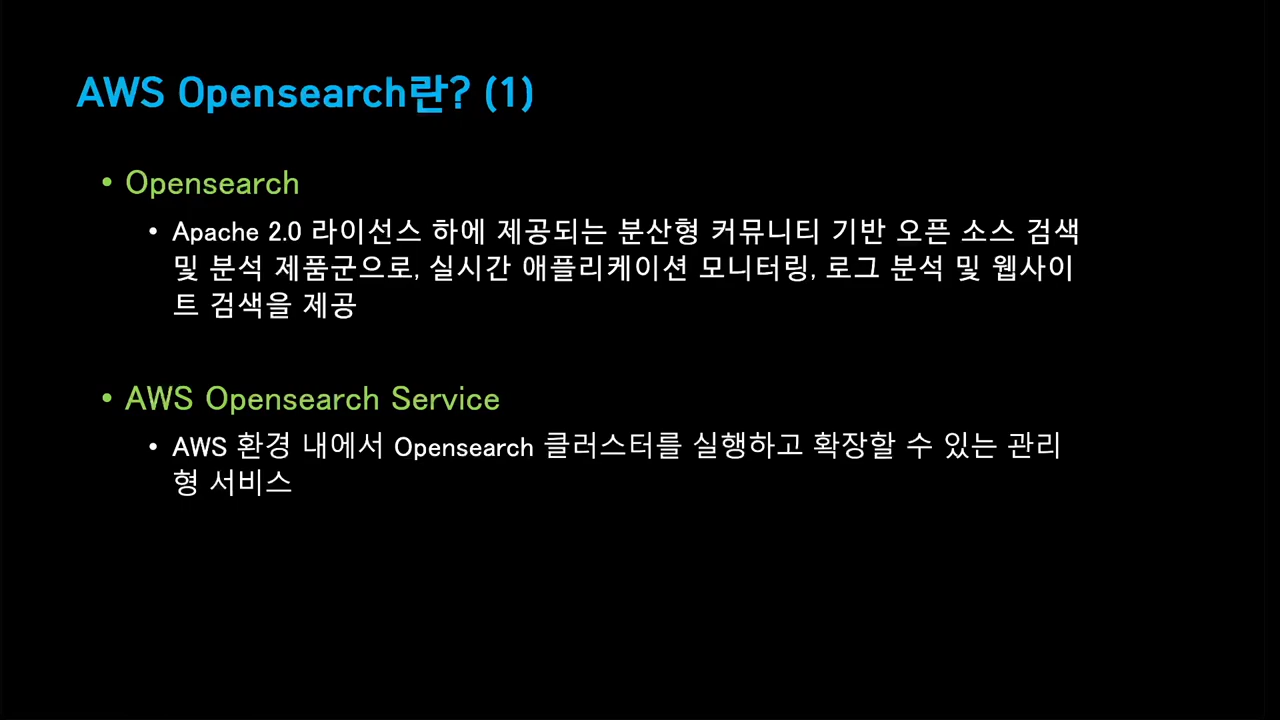 AWS Opensearch란? (1)
• Opensearch
• Apache 2.0 라이선스 하에 제공되는 분산형 커뮤니티 기반 오픈 소스 검색
및 분석 제품군으로, 실시간 애플리케이션 모니터링, 로그 분석 및 웹사이
트 검색을 제공
• AWS Opensearch Service
• AWS 환경 내에서 Opensearch 클러스터를 실행하고 확장할 수 있는 관리
형 서비스